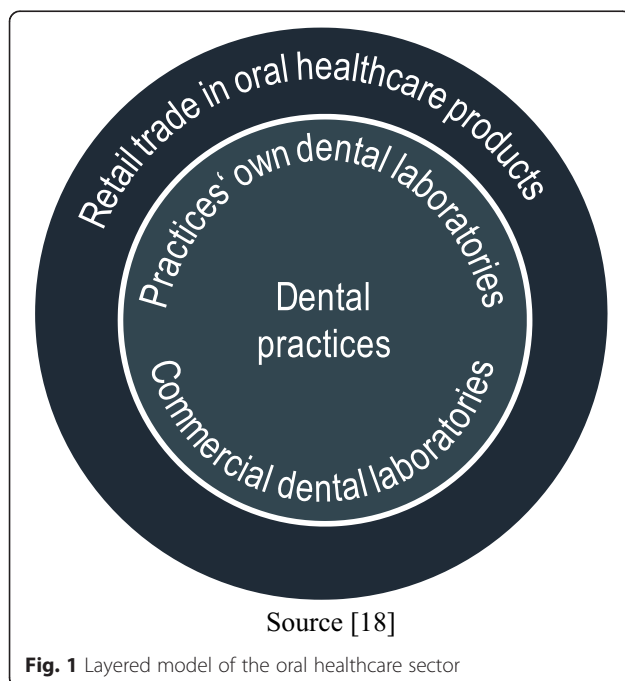 Retail trade in oral healthcare products
Practices‘ own dental laboratories
Dental
practices
Commercial dental laboratories
Source [18]
Fig. 1 Layered model of the oral healthcare sector